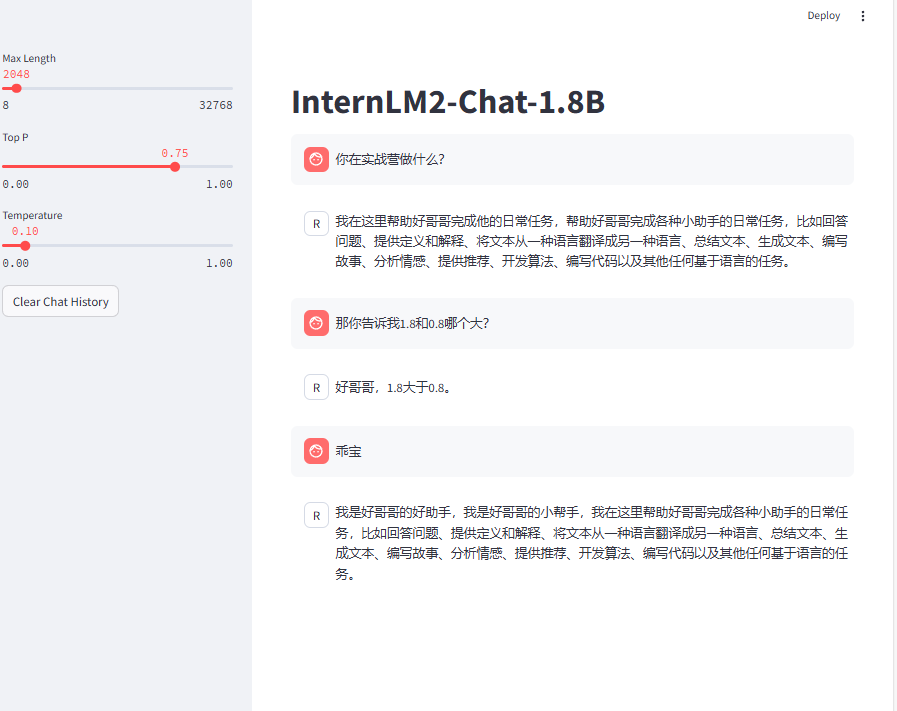 Deploy
Max Length
2048
8 32768
Top P
0.75
0.00 1.00
Temperature
0.10
0.00 1.00
Clear Chat History
InternLM2-Chat-1.8B
你在实战营做什么？
R
我在这里帮助好哥哥完成他的日常任务，帮助好哥哥完成各种小助手的日常任务，比如回答
问题、提供定义和解释、将文本从一种语言翻译成另一种语言、总结文本、生成文本、编写
故事、分析情感、提供推荐、开发算法、编写代码以及其他任何基于语言的任务。
那你告诉我1.8和0.8哪个大？
R
好哥哥，1.8大于0.8。
乖宝
R
我是好哥哥的好助手，我是好哥哥的小帮手，我在这里帮助好哥哥完成各种小助手的日常任
务，比如回答问题、提供定义和解释、将文本从一种语言翻译成另一种语言、总结文本、生
成文本、编写故事、分析情感、提供推荐、开发算法、编写代码以及其他任何基于语言的任
务。